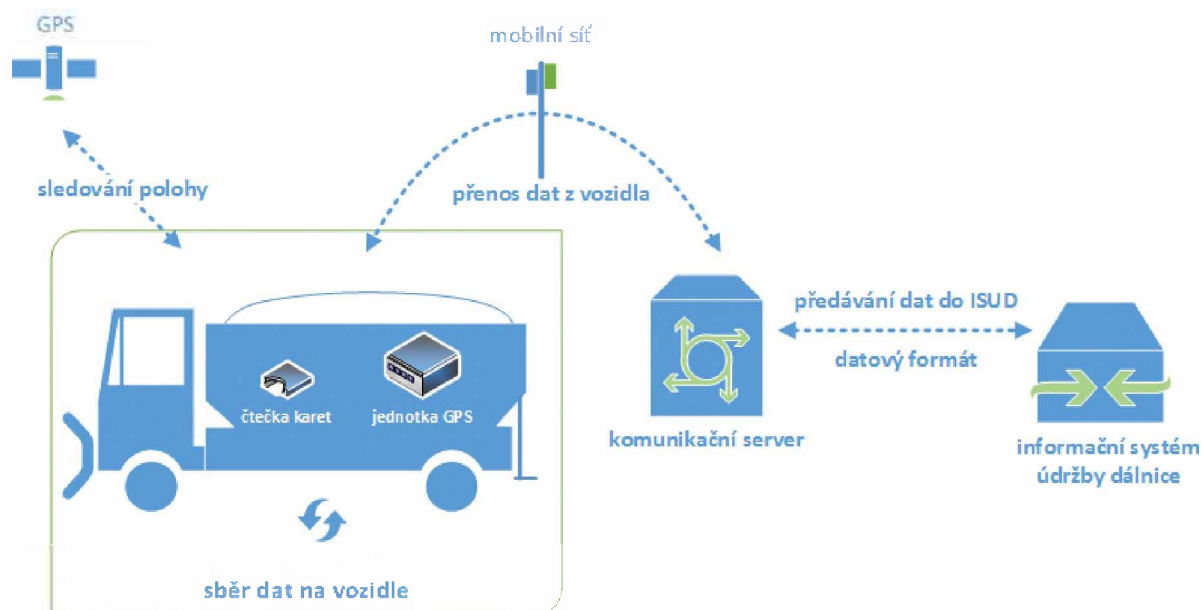 GPS
mobilní síť
sledování polohy
přenos dat z vozidla
předávání dat do ISUD
datový formát
čtečka karet
jednotka GPS
komunikační server
informační systém
údržby dálnice
sběr dat na vozidle